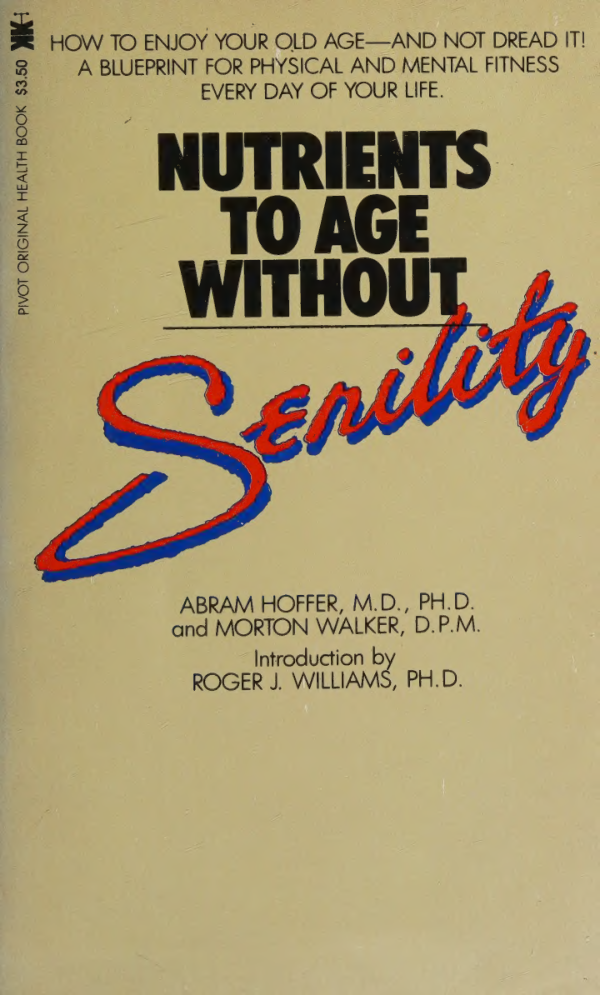 HOW TO ENJOY YOUR OLD AGE—AND NOT DREAD IT!
A BLUEPRINT FOR PHYSICAL AND MENTAL FITNESS
EVERY DAY OF YOUR LIFE.
PIVOT ORIGINAL HEALTH BOOK $3.50
NUTRIENTS
TO AGE
WITHOUT
Senility
ABRAM HOFFER, M.D., PH.D.
and MORTON WALKER, D.P.M.
Introduction by
ROGER J. WILLIAMS, PH.D.